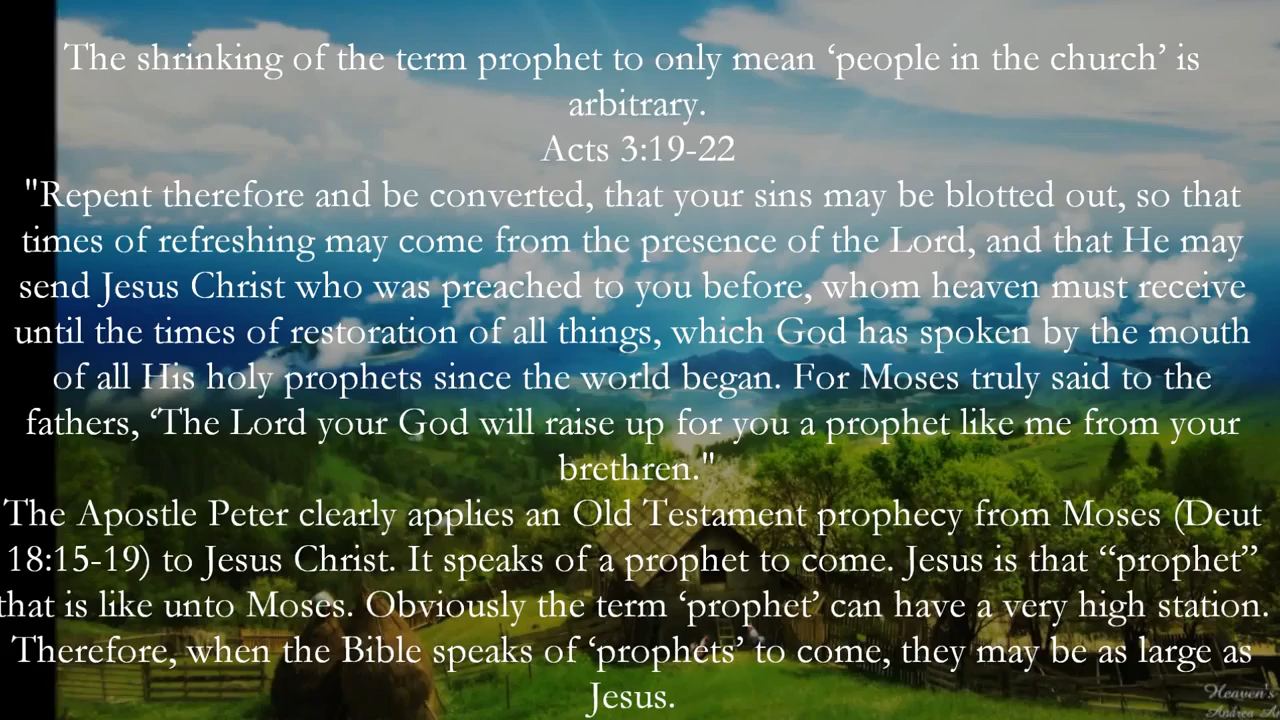 The shrinking of the term prophet to only mean ‘people in the church’ is
arbitrary.
Acts 3:19-22
"Repent therefore and be converted, that your sins may be blotted out, so that
times of refreshing may come from the presence of the Lord, and that He may
send Jesus Christ who was preached to you before, whom heaven must receive
until the times of restoration of all things, which God has spoken by the mouth
of all His holy prophets since the world began. For Moses truly said to the
fathers, ‘The Lord your God will raise up for you a prophet like me from your
brethren."
The Apostle Peter clearly applies an Old Testament prophecy from Moses (Deut
18:15-19) to Jesus Christ. It speaks of a prophet to come. Jesus is that “prophet”
that is like unto Moses. Obviously the term ‘prophet’ can have a very high station.
Therefore, when the Bible speaks of ‘prophets’ to come, they may be as large as
Jesus.
Heaven's
Andrea